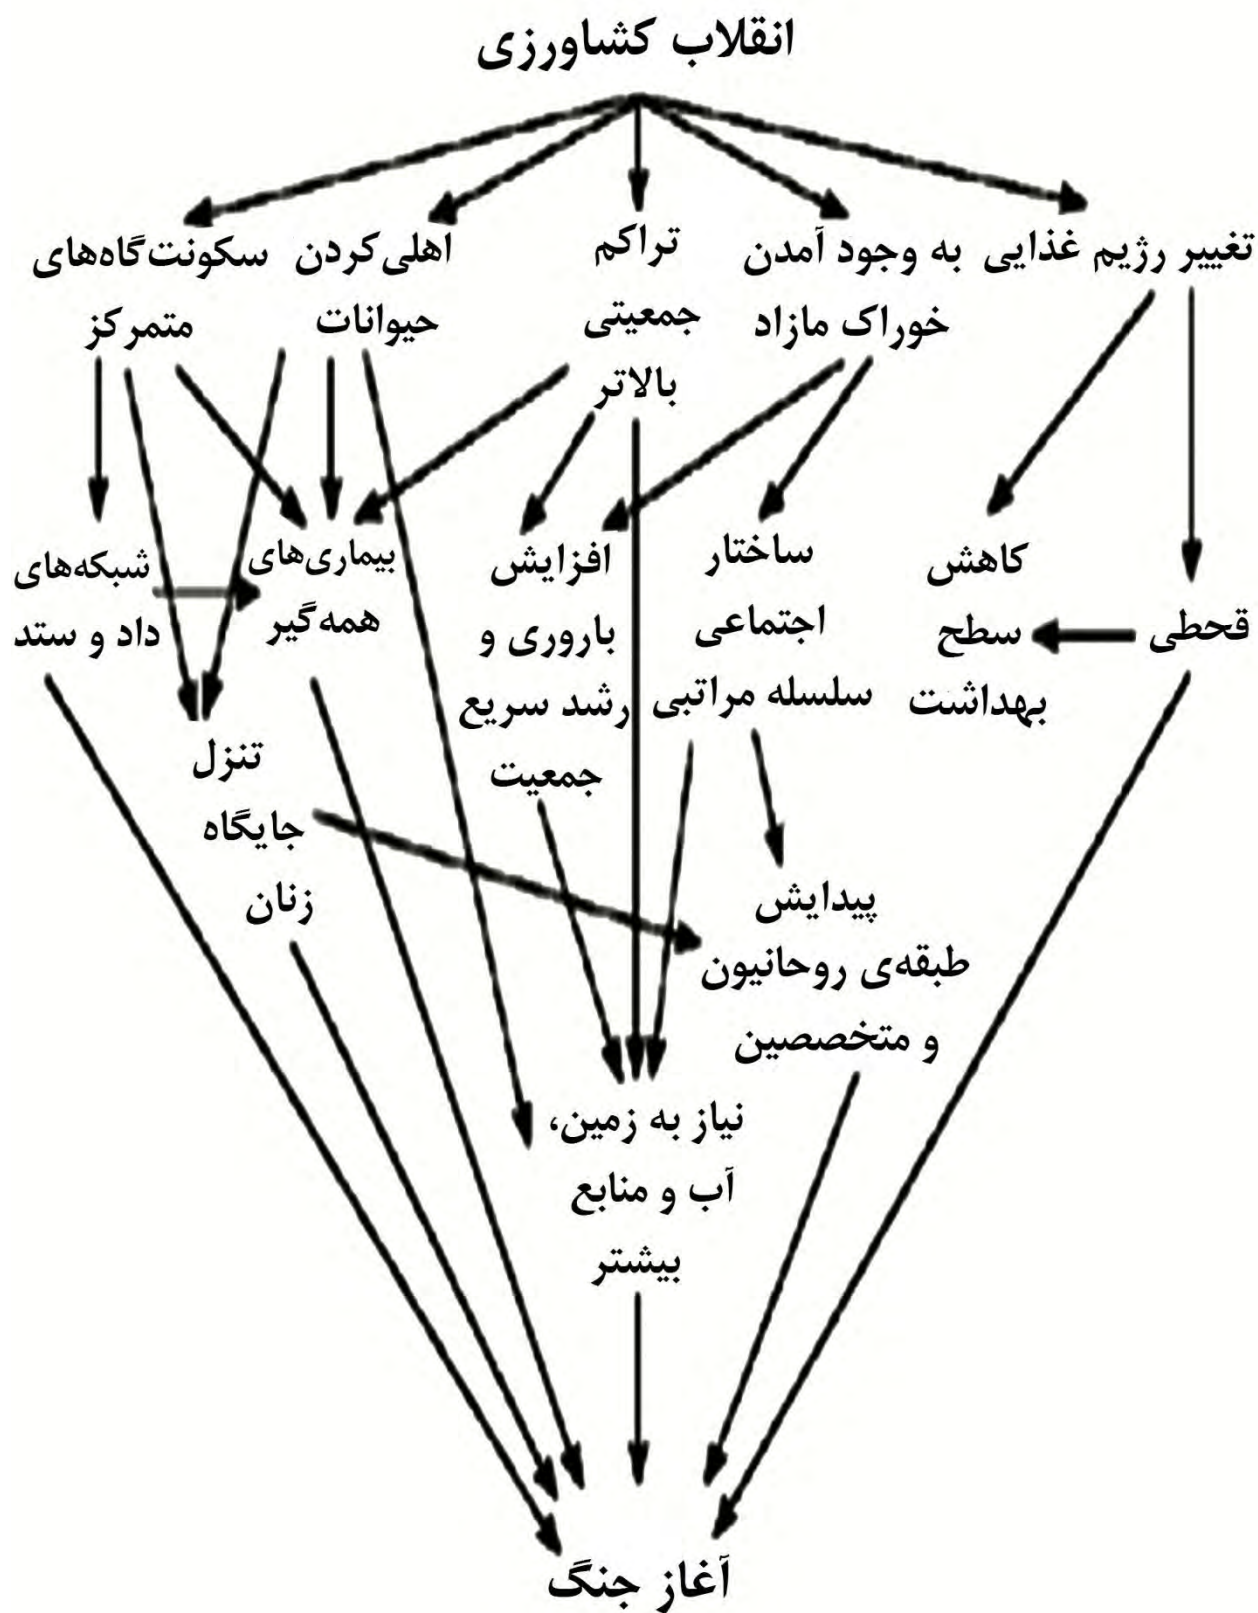 انقلاب کشاورزی
تغییر رژیم غذایی
به وجود آمدن
خوراک مازاد
تراکم
جمعیتی
بالاتر
اهلی‌کردن
حیوانات
سکونت‌گاه‌های
متمرکز
قحطی
کاهش
سطح
بهداشت
ساختار
اجتماعی
سلسله مراتبی
افزایش
باروری و
رشد سریع
جمعیت
بیماری‌های
همه‌گیر
شبکه‌های
داد و ستد
تنزل
جایگاه
زنان
پیدایش
طبقه‌ی روحانیون
و متخصصین
نیاز به زمین،
آب و منابع
بیشتر
آغاز جنگ